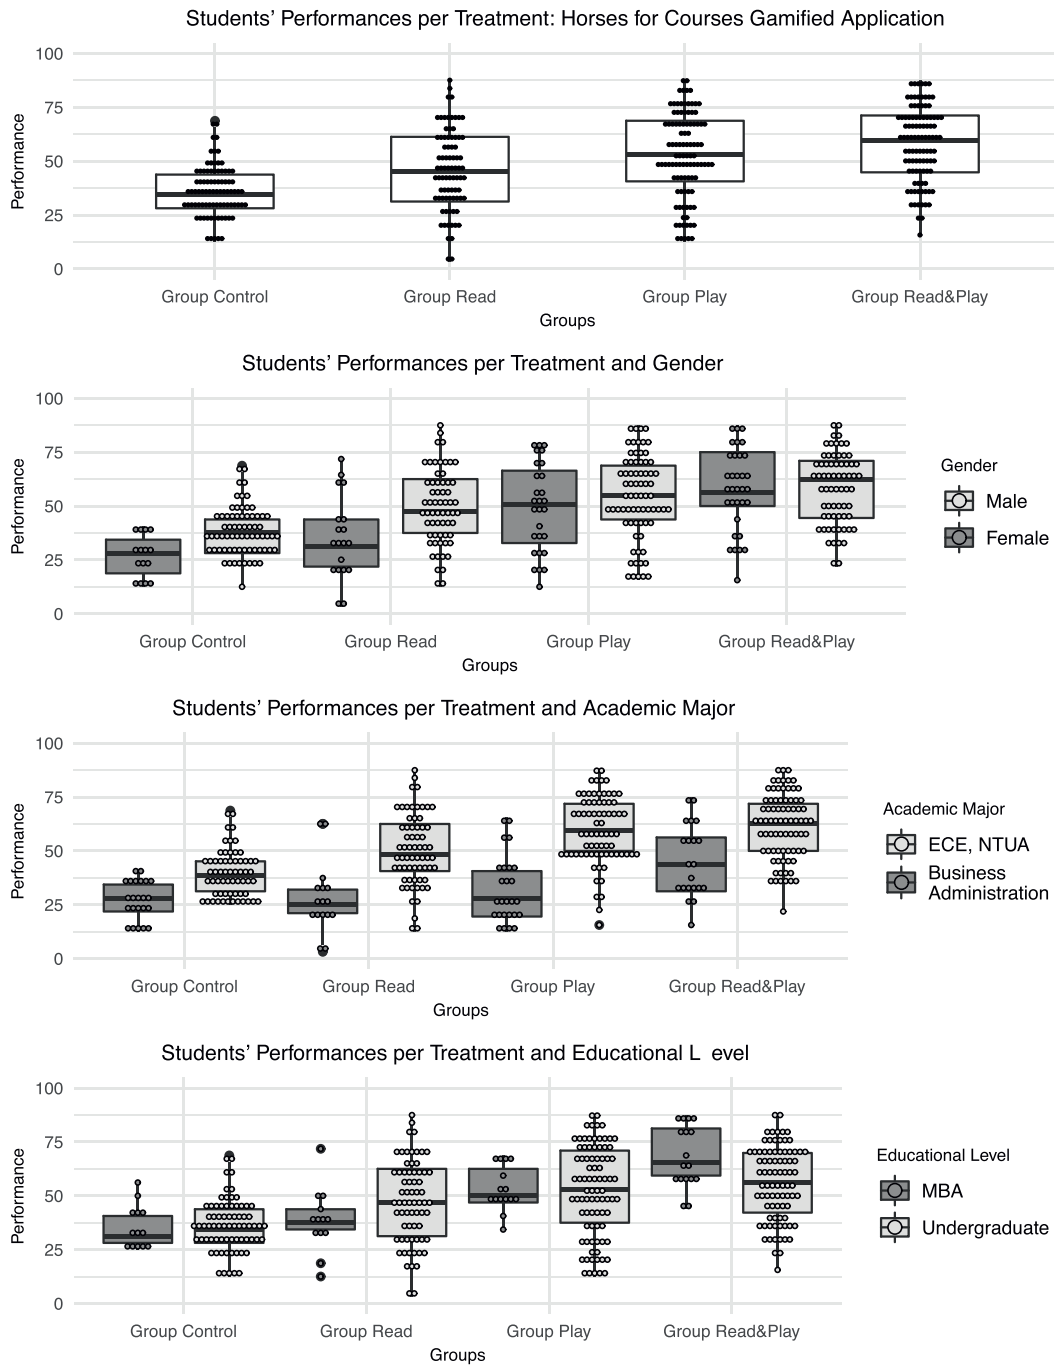 Students’ Performances per Treatment: Horses for Courses Gamified Application
100
75
50
25
0
Performance
Group Control Group Read Group Play Group Read&Play
Groups
Students’ Performances per Treatment and Gender
100
75
50
25
0
Performance
Group Control Group Read Group Play Group Read&Play
Groups
Gender
Male
Female
Students’ Performances per Treatment and Academic Major
100
75
50
25
0
Performance
Group Control Group Read Group Play Group Read&Play
Groups
Academic Major
ECE, NTUA
Business
Administration
Students’ Performances per Treatment and Educational L evel
100
75
50
25
0
Performance
Group Control Group Read Group Play Group Read&Play
Groups
Educational Level
MBA
Undergraduate